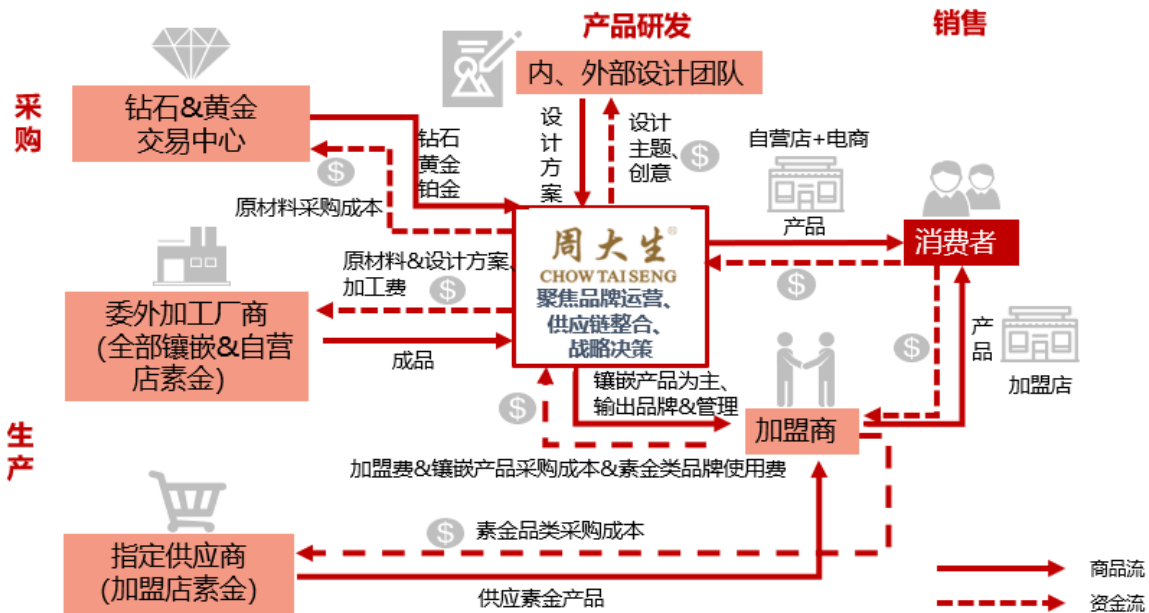 产品研发
销售
采
购
钻石&黄金
交易中心
内、外部设计团队
设
计
方
案
设计
主题、
创意
$
钻石
黄金
铂金
$
原材料采购成本
自营店+电商
产品
消费者
$
周大生®
CHOW TAI SENG
聚焦品牌运营、
供应链整合、
战略决策
原材料&设计方案、
加工费
$
委外加工厂商
(全部镶嵌&自营
店素金)
成品
产
品
$
加盟店
镶嵌产品为主、
输出品牌&管理
$
加盟商
生
产
加盟费&镶嵌产品采购成本&素金类品牌使用费
$
素金品类采购成本
指定供应商
(加盟店素金)
供应素金产品
商品流
资金流